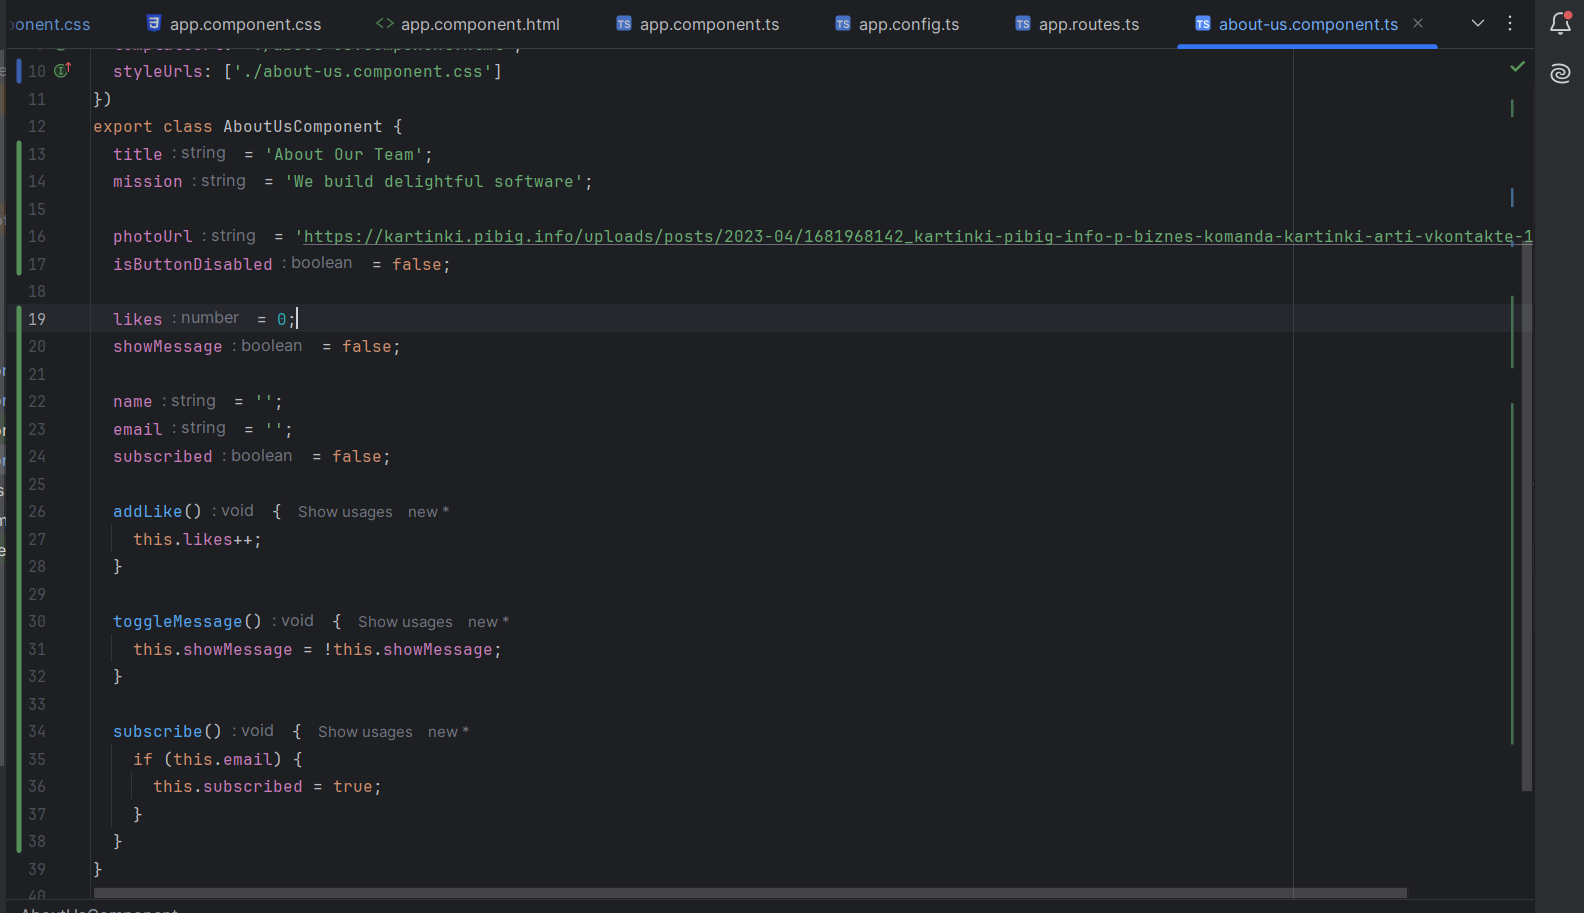 ponent.css app.component.css <> app.component.html TS app.component.ts TS app.config.ts TS app.routes.ts TS about-us.component.ts ×
10 styleUrls: ['./about-us.component.css']
11 })
12 export class AboutUsComponent {
13 title : string = 'About Our Team';
14 mission : string = 'We build delightful software';
15
16 photoUrl : string = 'https://kartinki.pibig.info/uploads/posts/2023-04/1681968142_kartinki-pibig-info-p-biznes-komanda-kartinki-arti-vkontakte-1
17 isButtonDisabled : boolean = false;
18
19 likes : number = 0;
20 showMessage : boolean = false;
21
22 name : string = '';
23 email : string = '';
24 subscribed : boolean = false;
25
26 addLike() : void { Show usages new *
27 this.likes++;
28 }
29
30 toggleMessage() : void { Show usages new *
31 this.showMessage = !this.showMessage;
32 }
33
34 subscribe() : void { Show usages new *
35 if (this.email) {
36 this.subscribed = true;
37 }
38 }
39 }
40
AboutUsComponent